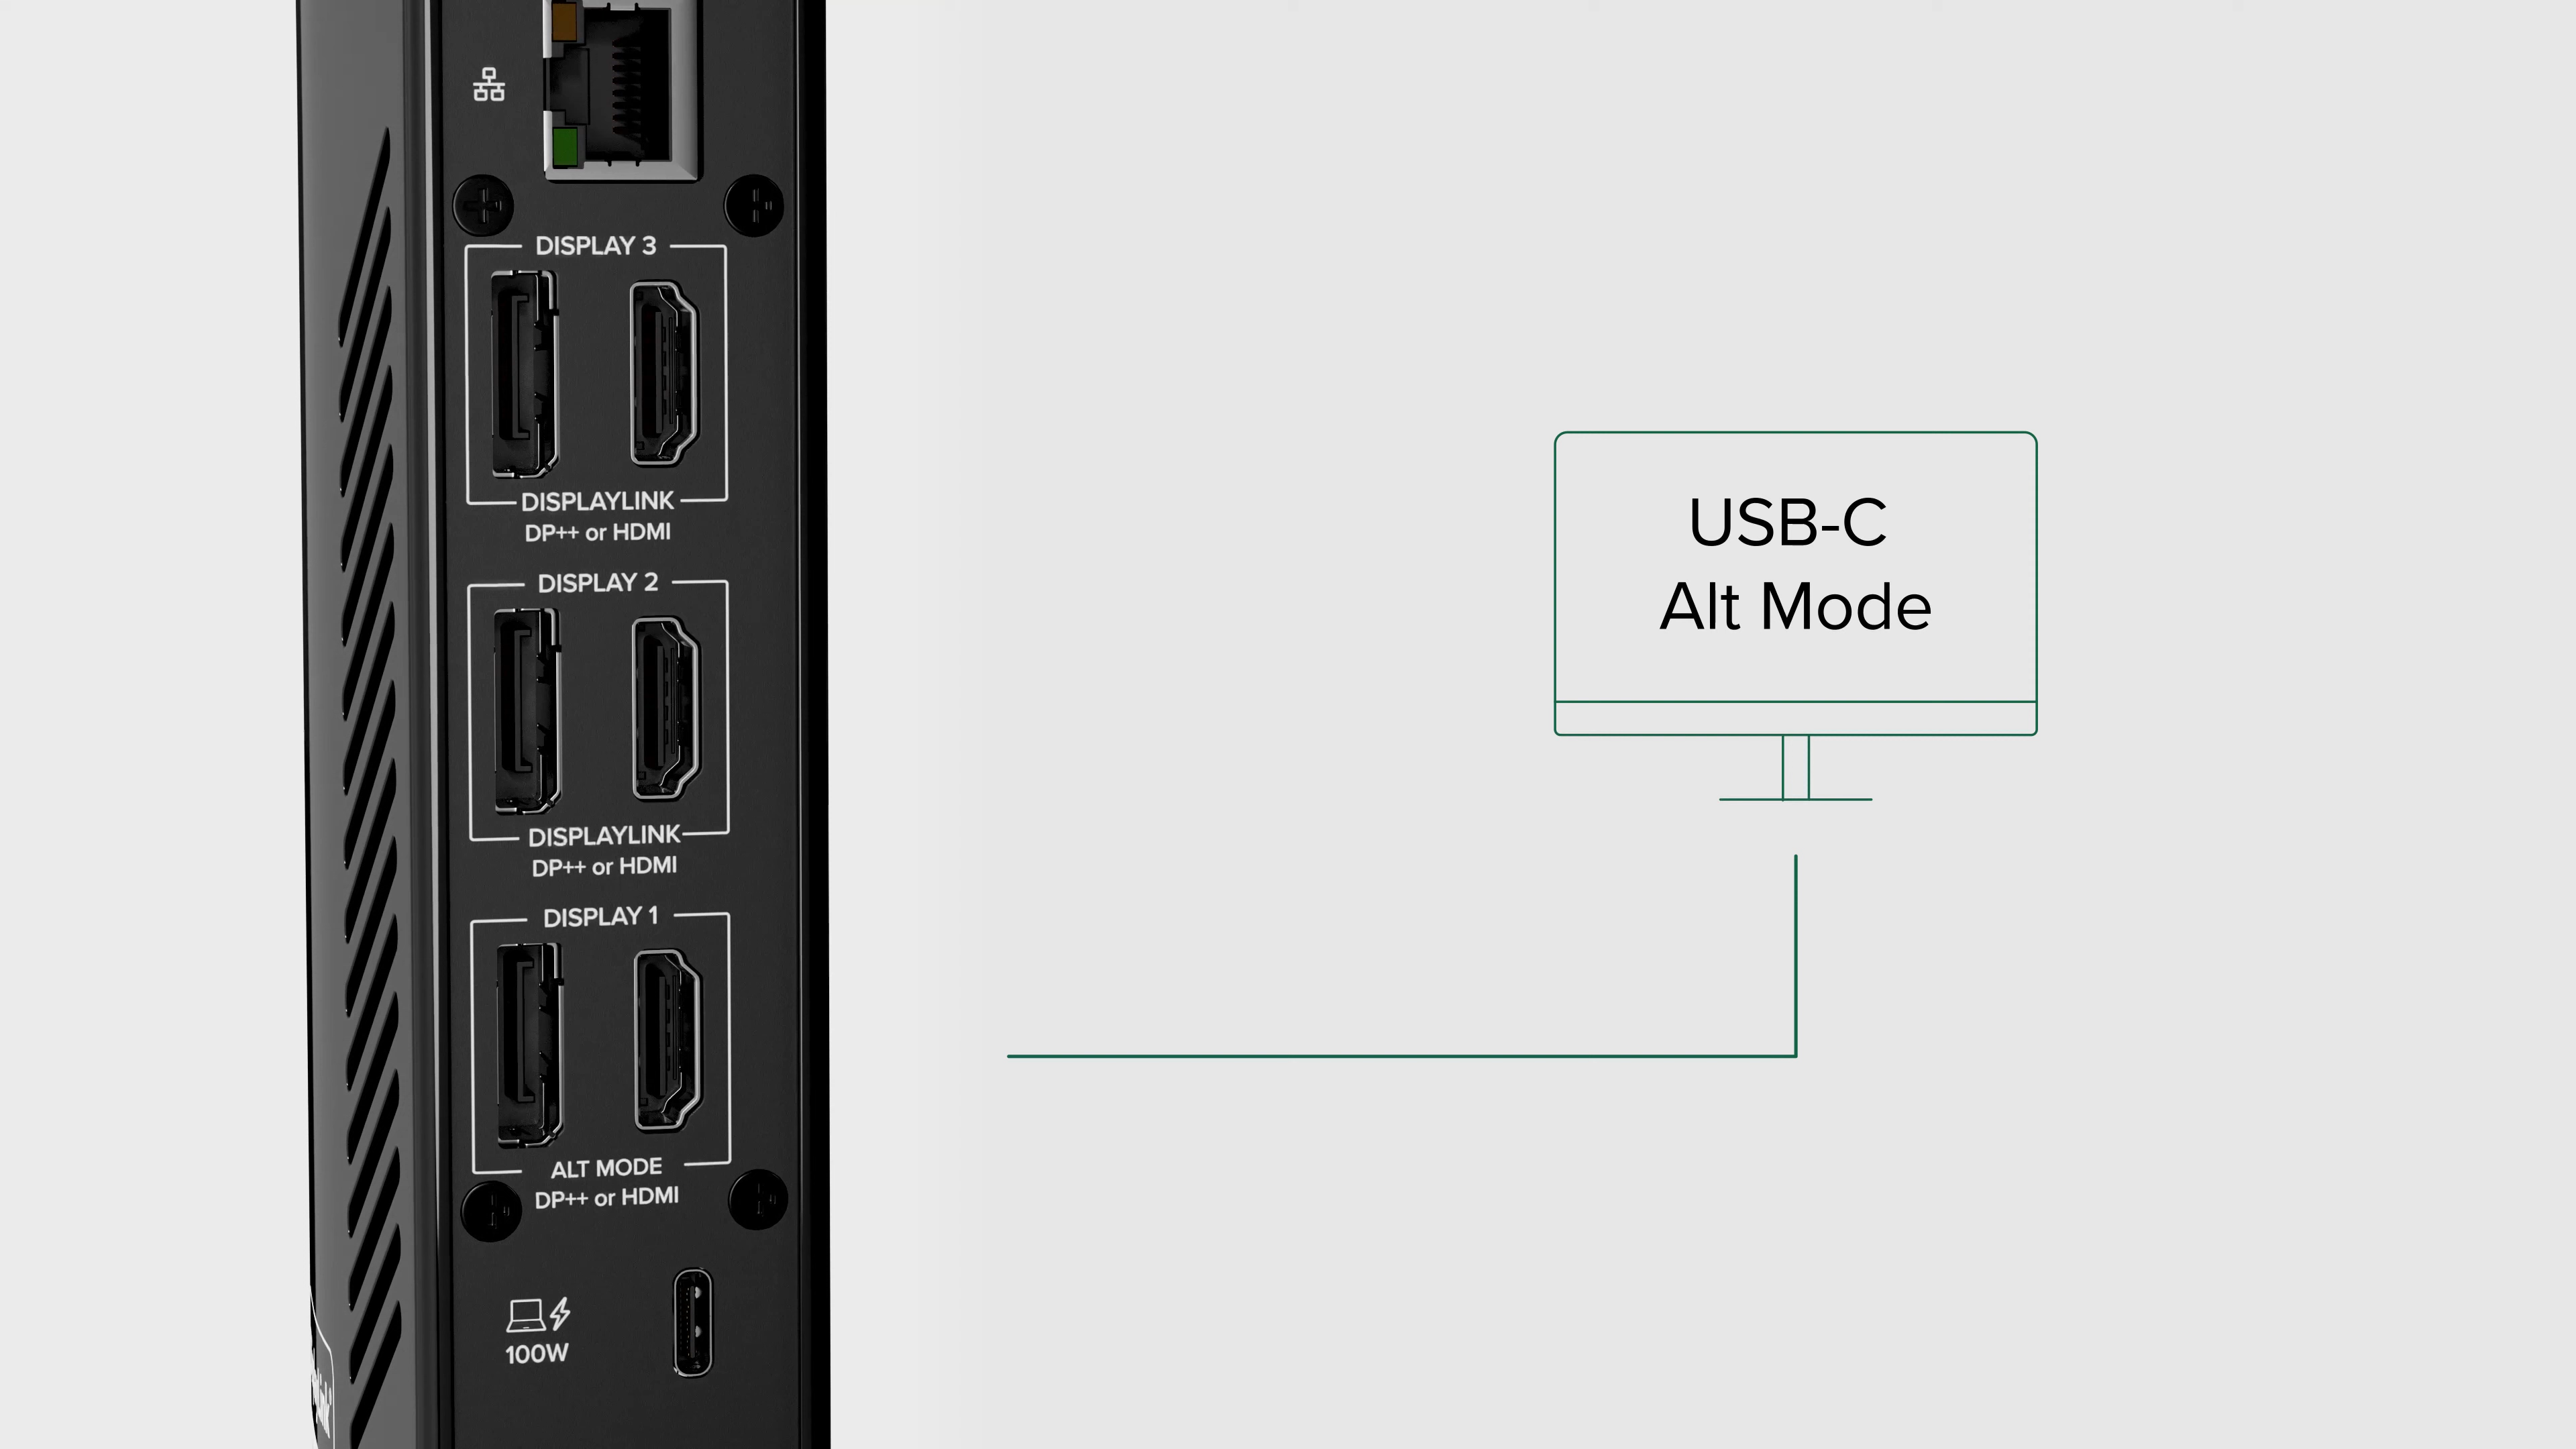 DISPLAY 3
DISPLAYLINK
DP++ or HDMI
DISPLAY 2
DISPLAYLINK
DP++ or HDMI
DISPLAY 1
ALT MODE
DP++ or HDMI
100W
USB-C
Alt Mode